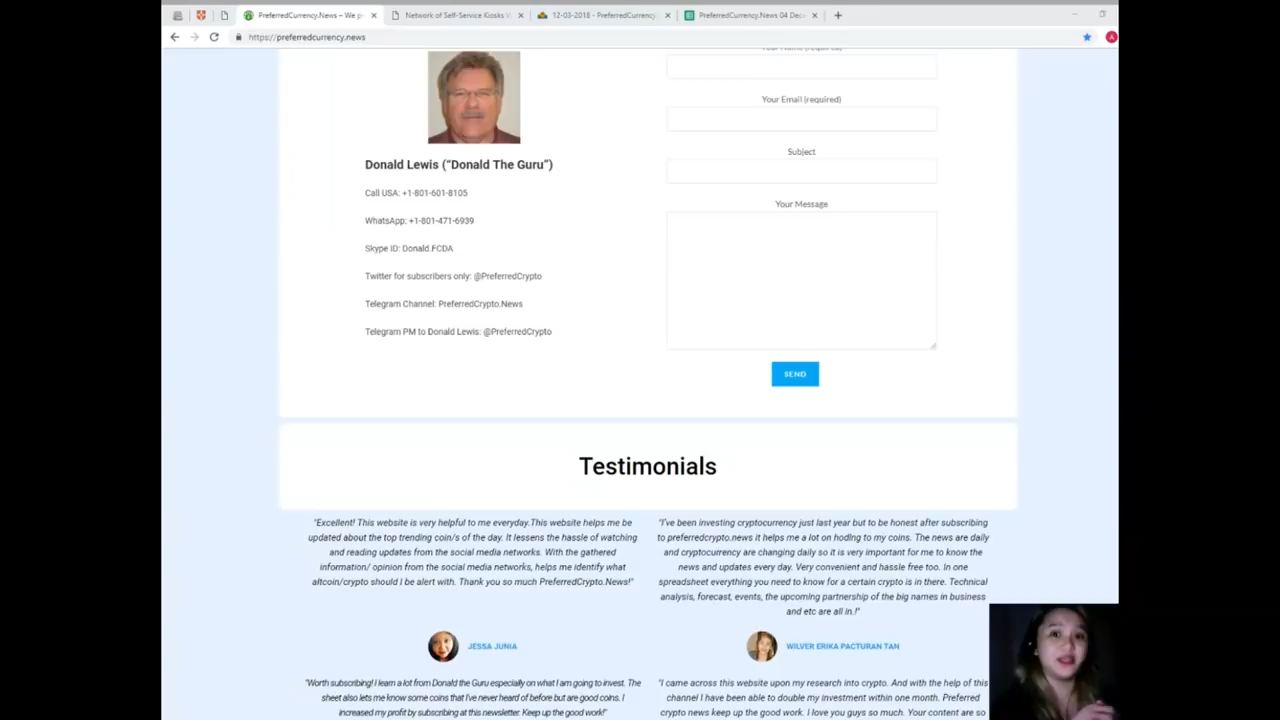 PreferredCurrency.News – We p
Network of Self-Service Kiosks
12-03-2018 - PreferredCurrency
PreferredCurrency.News 04 Dec
https://preferredcurrency.news
Your Name (required)
Your Email (required)
Subject
Your Message
SEND
Donald Lewis (“Donald The Guru”)
Call USA: +1-801-601-8105
WhatsApp: +1-801-471-6939
Skype ID: Donald.FCDA
Twitter for subscribers only: @PreferredCrypto
Telegram Channel: PreferredCrypto.News
Telegram PM to Donald Lewis: @PreferredCrypto
Testimonials
"Excellent! This website is very helpful to me everyday.This website helps me be
updated about the top trending coin/s of the day. It lessens the hassle of watching
and reading updates from the social media networks. With the gathered
information/ opinion from the social media networks, helps me identify what
altcoin/crypto should I be alert with. Thank you so much PreferredCrypto.News!"
JESSA JUNIA
"I've been investing cryptocurrency just last year but to be honest after subscribing
to preferredcrypto.news it helps me a lot on hodlng to my coins. The news are daily
and cryptocurrency are changing daily so it is very important for me to know the
news and updates every day. Very convenient and hassle free too. In one
spreadsheet everything you need to know for a certain crypto is in there. Technical
analysis, forecast, events, the upcoming partnership of the big names in business
and etc are all in.!"
WILVER ERIKA PACTURAN TAN
"Worth subscribing! I learn a lot from Donald the Guru especially on what I am going to invest. The
sheet also lets me know some coins that I've never heard of before but are good coins. I
increased my profit by subscribing at this newsletter. Keep up the good work!"
"I came across this website upon my research into crypto. And with the help of this
channel I have been able to double my investment within one month. Preferred
crypto news keep up the good work. I love you guys so much. Your content are so